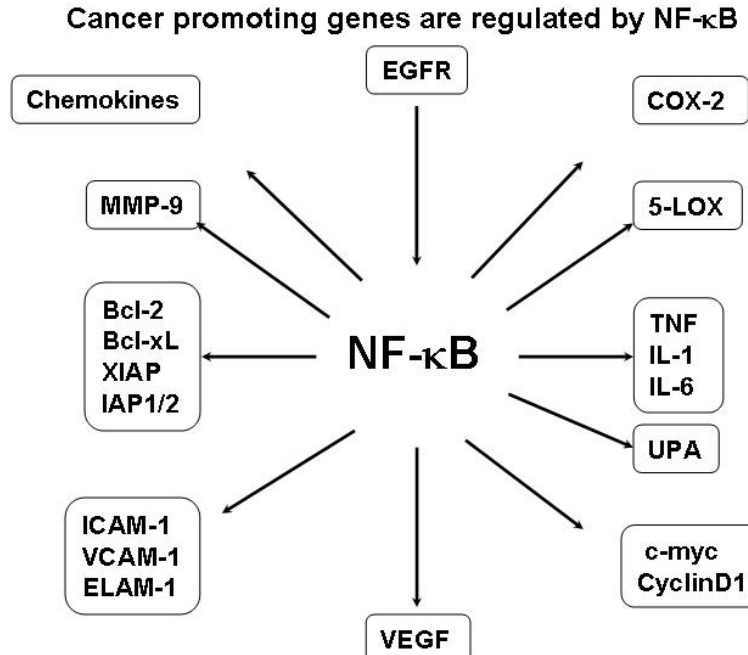 Cancer promoting genes are regulated by NF-κB
EGFR
Chemokines
COX-2
MMP-9
5-LOX
Bcl-2
Bcl-xL
XIAP
IAP1/2
NF-κB
TNF
IL-1
IL-6
UPA
ICAM-1
VCAM-1
ELAM-1
c-myc
CyclinD1
VEGF